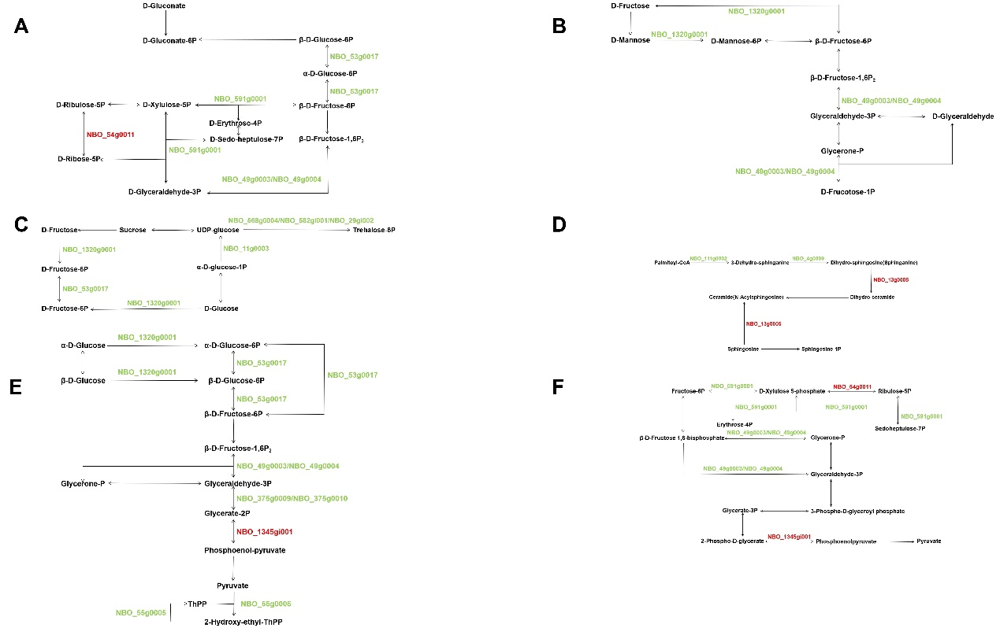 A
D-Gluconate
D-Gluconate-6P
β-D-Glucose-6P
NBO_53g0017
α-D-Glucose-6P
NBO_53g0017
D-Ribulose-5P
D-Xylulose-5P
NBO_591g0001
β-D-Fructose-6P
D-Erythrose-4P
NBO_54g0011
D-Sedo-heptulose-7P
β-D-Fructose-1,6P₂
NBO_591g0001
D-Ribose-5P
NBO_49g0003/NBO_49g0004
D-Glyceraldehyde-3P
B
D-Fructose
NBO_1320g0001
D-Mannose
NBO_1320g0001
D-Mannose-6P
β-D-Fructose-6P
β-D-Fructose-1,6P₂
NBO_49g0003/NBO_49g0004
Glyceraldehyde-3P
D-Glyceraldehyde
Glycerone-P
NBO_49g0003/NBO_49g0004
D-Frucotose-1P
C
NBO_568g0004/NBO_582gi001/NBO_29gi002
D-Fructose
Sucrose
UDP-glucose
Trehalose-6P
NBO_1320g0001
NBO_11g0003
D-Fructose-6P
α-D-glucose-1P
NBO_53g0017
D-Fructose-6P
NBO_1320g0001
D-Glucose
D
Palmitoyl-CoA
NBO_111g0002
3-Dehydro-sphinganine
NBO_4g0009
Dihydro-sphingosine(Sphinganine)
NBO_13g0005
Ceramide(N-Acylsphingosine)
Dihydro-ceramide
NBO_13g0005
Sphingosine
Sphingosine 1P
E
α-D-Glucose
NBO_1320g0001
α-D-Glucose-6P
NBO_53g0017
NBO_53g0017
β-D-Glucose
NBO_1320g0001
β-D-Glucose-6P
NBO_53g0017
β-D-Fructose-6P
β-D-Fructose-1,6P₂
NBO_49g0003/NBO_49g0004
Glycerone-P
Glyceraldehyde-3P
NBO_375g0009/NBO_375g0010
Glycerate-2P
NBO_1345gi001
Phosphoenol-pyruvate
Pyruvate
ThPP
NBO_55g0005
NBO_55g0005
2-Hydroxy-ethyl-ThPP
F
Fructose-6P
NBO_591g0001
D-Xylulose 5-phosphate
NBO_54g0011
Ribulose-5P
NBO_591g0001
NBO_591g0001
NBO_591g0001
Erythrose-4P
Sedoheptulose-7P
β-D-Fructose 1,6-bisphosphate
NBO_49g0003/NBO_49g0004
Glycerone-P
NBO_49g0003/NBO_49g0004
Glyceraldehyde-3P
Glycerate-3P
3-Phospho-D-glyceroyl phosphate
2-Phospho-D-glycerate
NBO_1345gi001
Phosphoenolpyruvate
Pyruvate